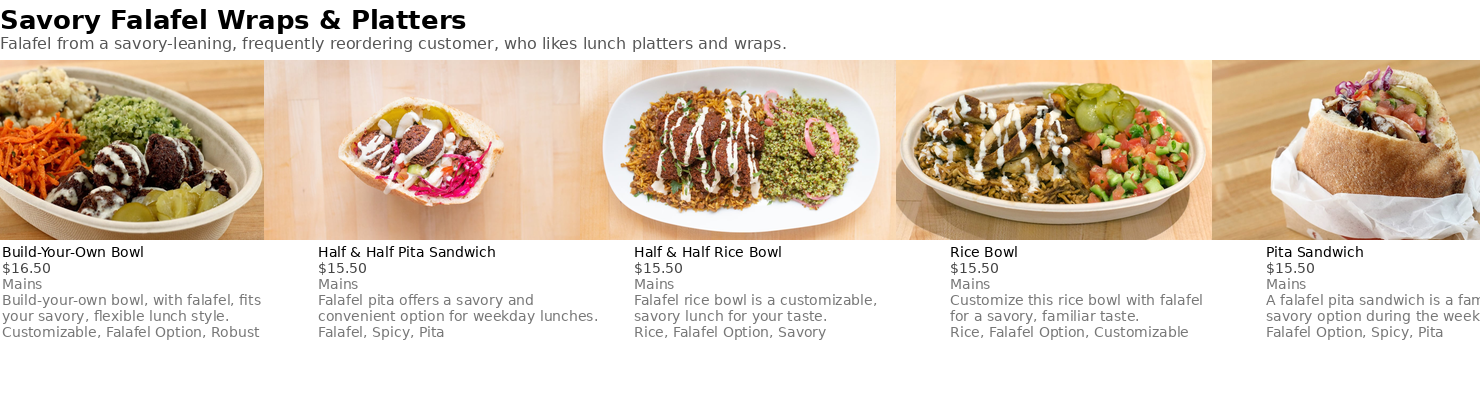 Savory Falafel Wraps & Platters
Falafel from a savory-leaning, frequently reordering customer, who likes lunch platters and wraps.
Build-Your-Own Bowl
$16.50
Mains
Build-your-own bowl, with falafel, fits
your savory, flexible lunch style.
Customizable, Falafel Option, Robust
Half & Half Pita Sandwich
$15.50
Mains
Falafel pita offers a savory and
convenient option for weekday lunches.
Falafel, Spicy, Pita
Half & Half Rice Bowl
$15.50
Mains
Falafel rice bowl is a customizable,
savory lunch for your taste.
Rice, Falafel Option, Savory
Rice Bowl
$15.50
Mains
Customize this rice bowl with falafel
for a savory, familiar taste.
Rice, Falafel Option, Customizable
Pita Sandwich
$15.50
Mains
A falafel pita sandwich is a
savory option during the
Falafel Option, Spicy, Pita